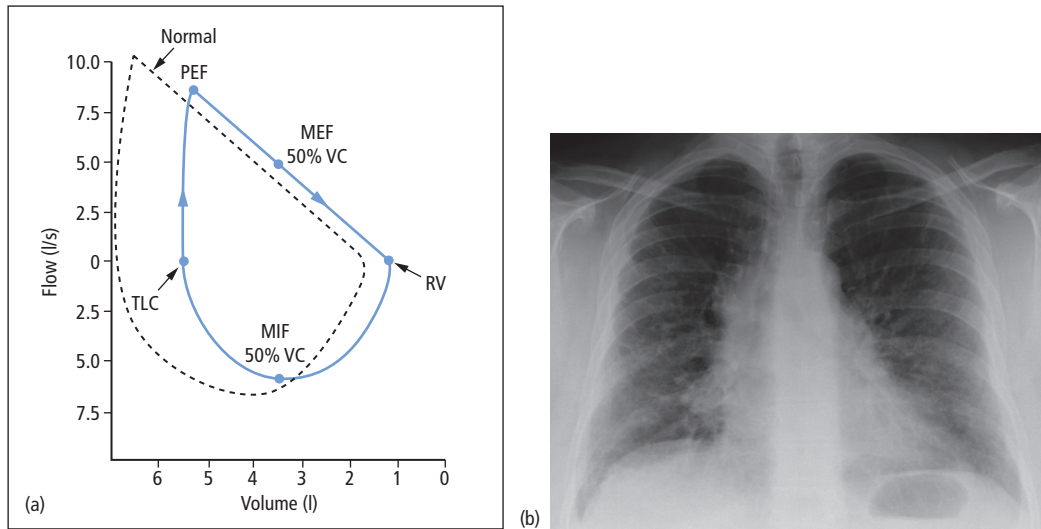 Normal
PEF
MEF
50% VC
RV
TLC
MIF
50% VC
10.0
7.5
5.0
2.5
0
2.5
5.0
7.5
Flow (l/s)
6 5 4 3 2 1 0
Volume (l)
(a)
(b)